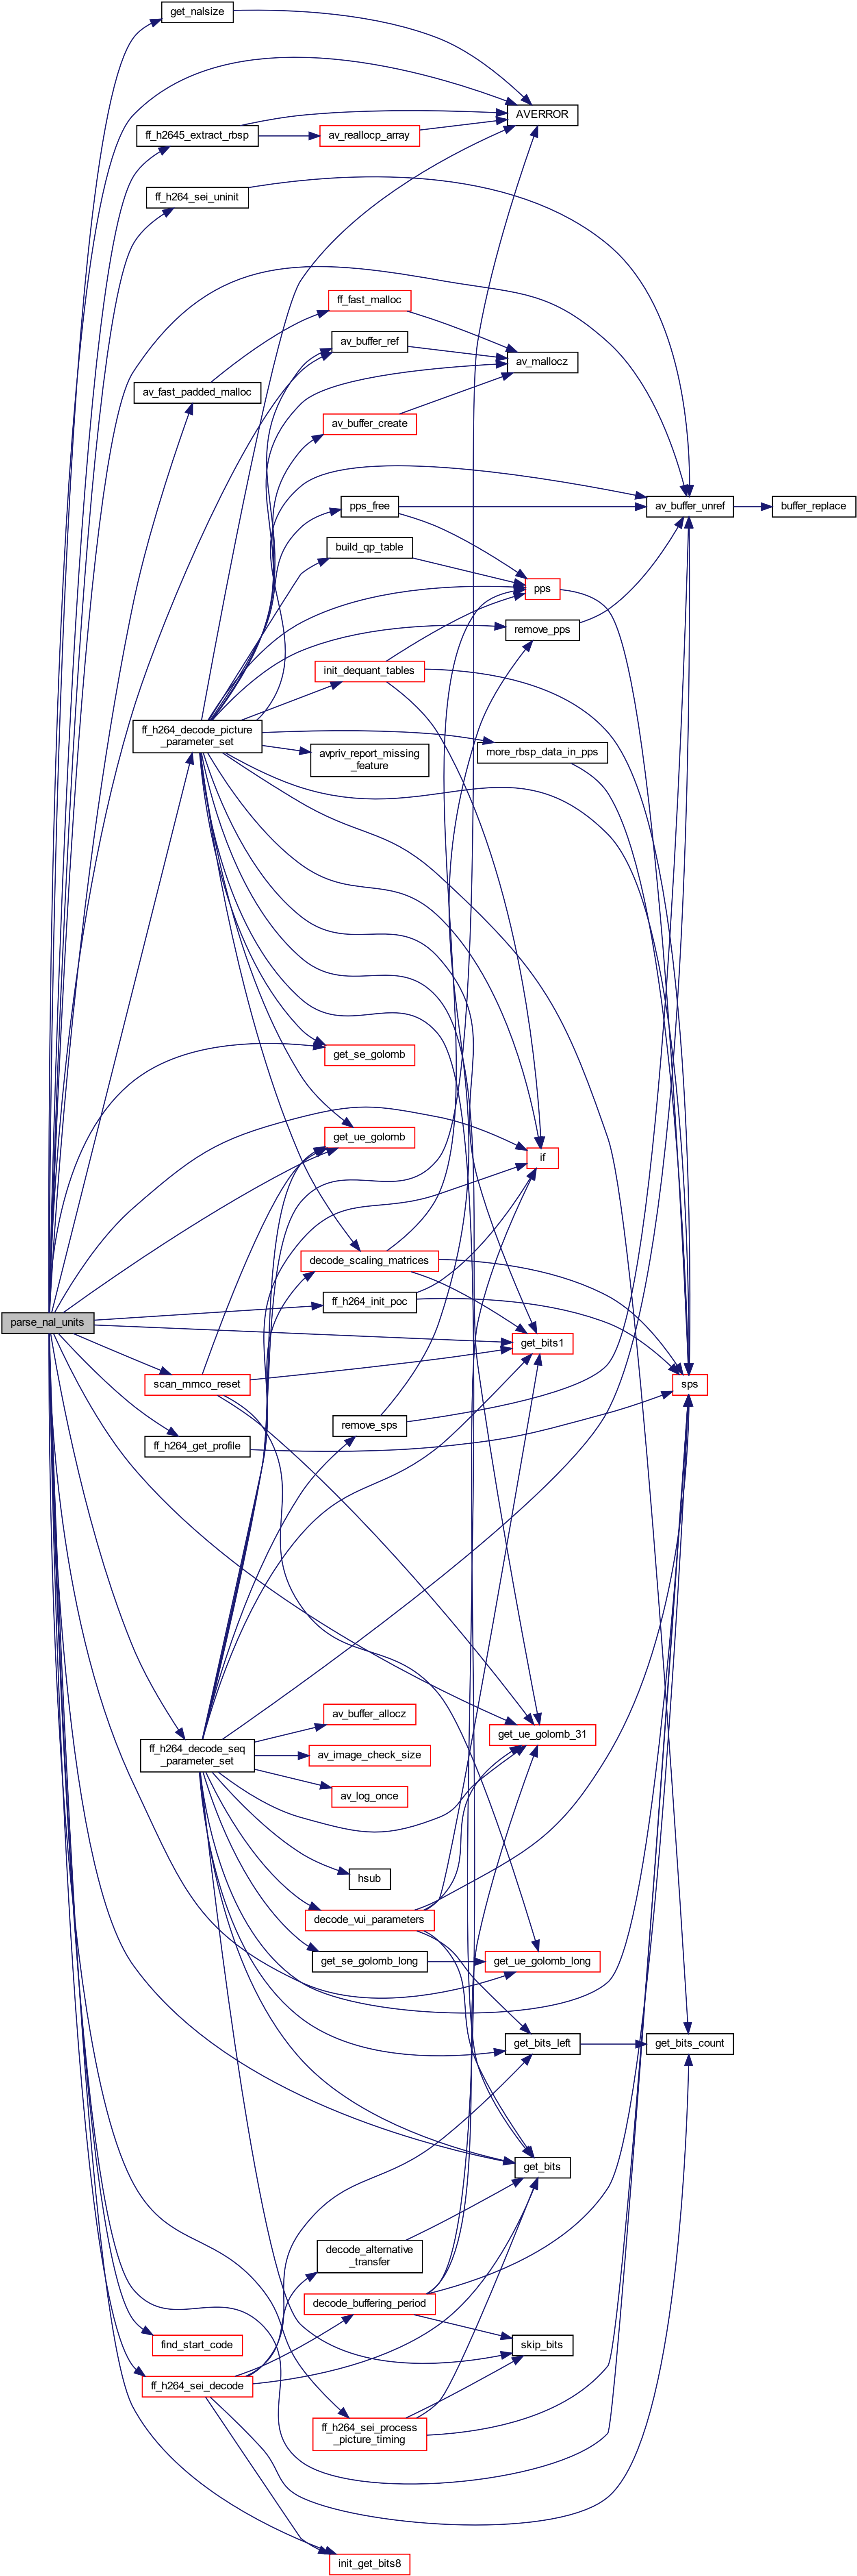 get_nalsize
AVERROR
ff_h2645_extract_rbsp
av_reallocp_array
ff_h264_sei_uninit
ff_fast_malloc
av_buffer_ref
av_mallocz
av_fast_padded_malloc
av_buffer_create
pps_free
av_buffer_unref
buffer_replace
build_qp_table
pps
remove_pps
init_dequant_tables
ff_h264_decode_picture
_parameter_set
more_rbsp_data_in_pps
avpriv_report_missing
_feature
get_se_golomb
get_ue_golomb
if
decode_scaling_matrices
ff_h264_init_poc
parse_nal_units
get_bits1
scan_mmco_reset
sps
remove_sps
ff_h264_get_profile
av_buffer_allocz
get_ue_golomb_31
ff_h264_decode_seq
_parameter_set
av_image_check_size
av_log_once
hsub
decode_vui_parameters
get_se_golomb_long
get_ue_golomb_long
get_bits_left
get_bits_count
get_bits
decode_alternative
_transfer
decode_buffering_period
find_start_code
skip_bits
ff_h264_sei_decode
ff_h264_sei_process
_picture_timing
init_get_bits8